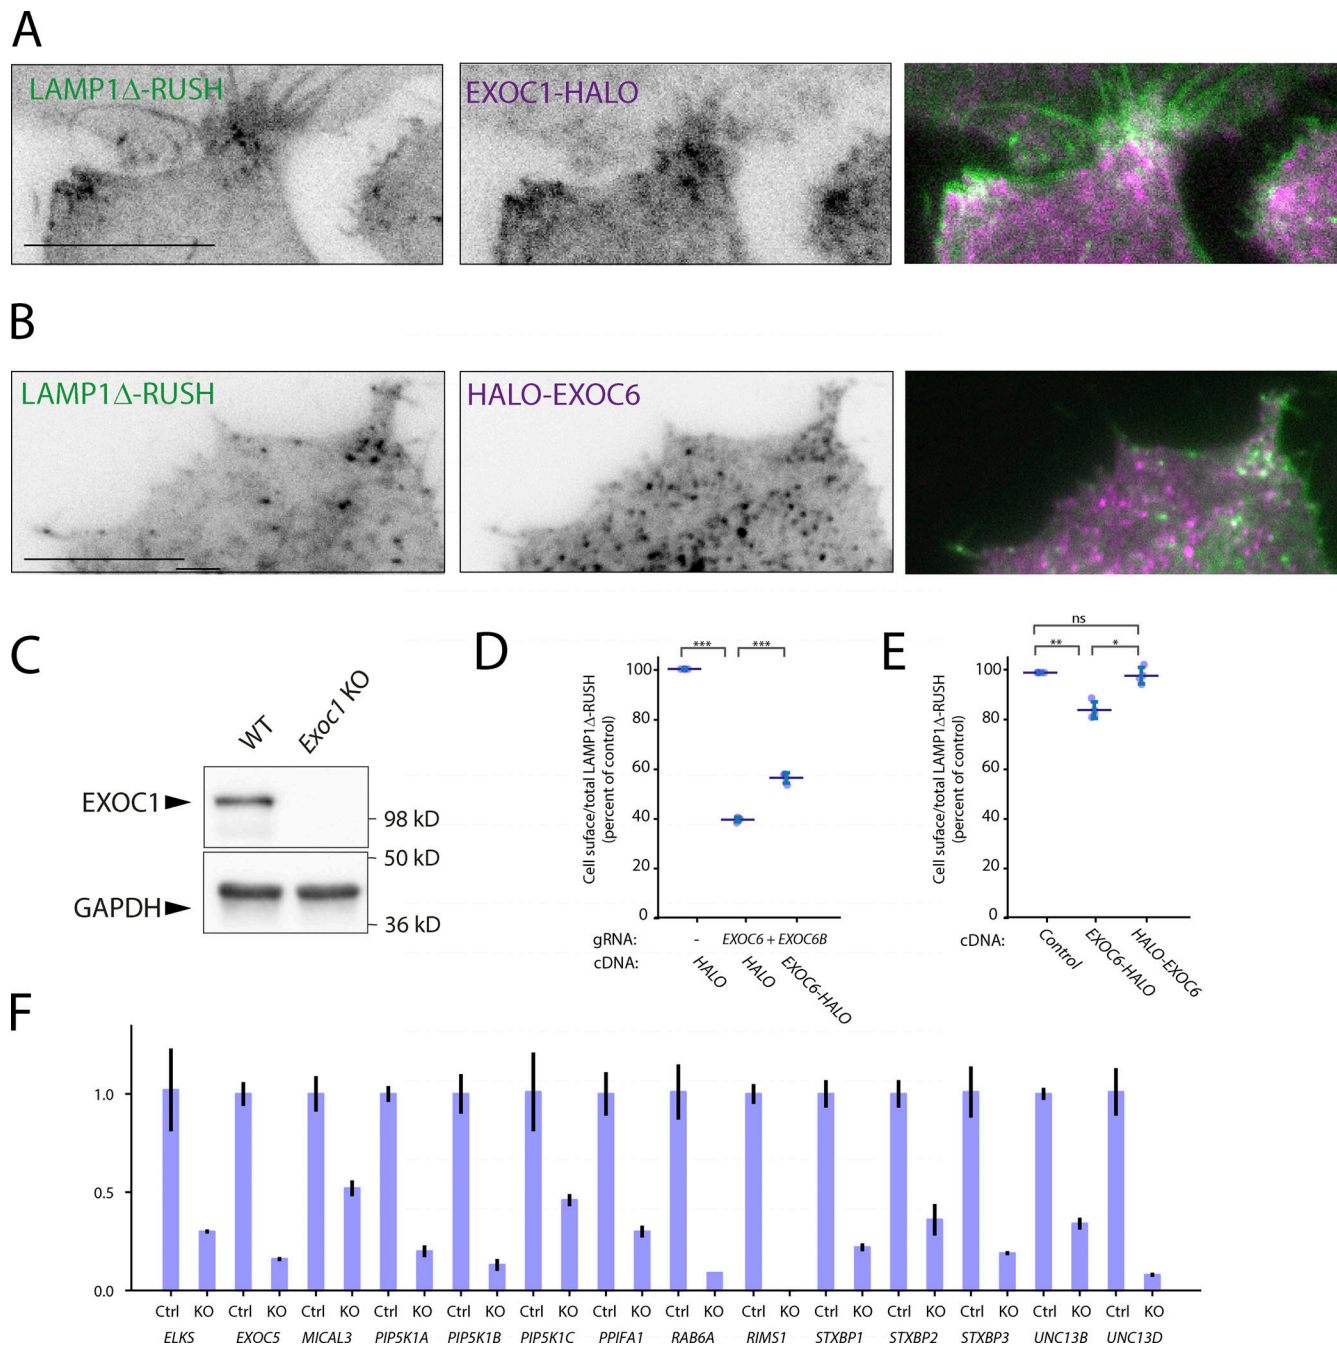 A
LAMP1Δ-RUSH
EXOC1-HALO
B
LAMP1Δ-RUSH
HALO-EXOC6
C
WT
Exoc1 KO
EXOC1
98 kD
50 kD
GAPDH
36 kD
D
Cell suface/total LAMP1Δ-RUSH
(percent of control)
*** ***
100
80
60
40
20
0
gRNA: - EXOC6 + EXOC6B
cDNA: HALO HALO EXOC6-HALO
E
Cell suface/total LAMP1Δ-RUSH
(percent of control)
ns
** *
100
80
60
40
20
0
cDNA: Control EXOC6-HALO HALO-EXOC6
F
1.0
0.5
0.0
Ctrl KO Ctrl KO Ctrl KO Ctrl KO Ctrl KO Ctrl KO Ctrl KO Ctrl KO Ctrl KO Ctrl KO Ctrl KO Ctrl KO Ctrl KO Ctrl KO
ELKS EXOC5 MICAL3 PIP5K1A PIP5K1B PIP5K1C PPIFA1 RAB6A RIMS1 STXBP1 STXBP2 STXBP3 UNC13B UNC13D